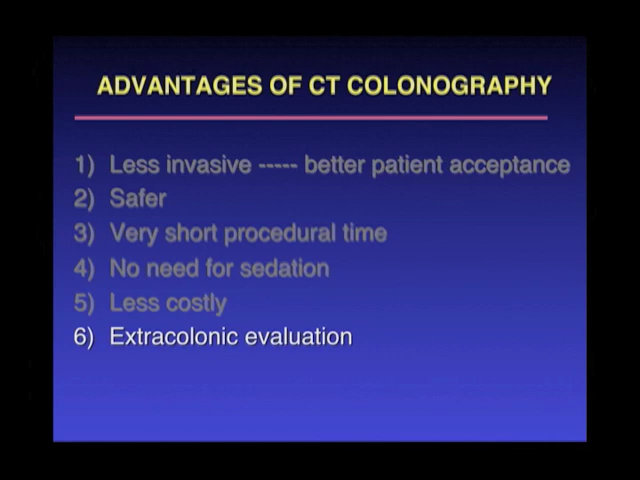 ADVANTAGES OF CT COLONOGRAPHY
1) Less invasive ----- better patient acceptance
2) Safer
3) Very short procedural time
4) No need for sedation
5) Less costly
6) Extracolonic evaluation